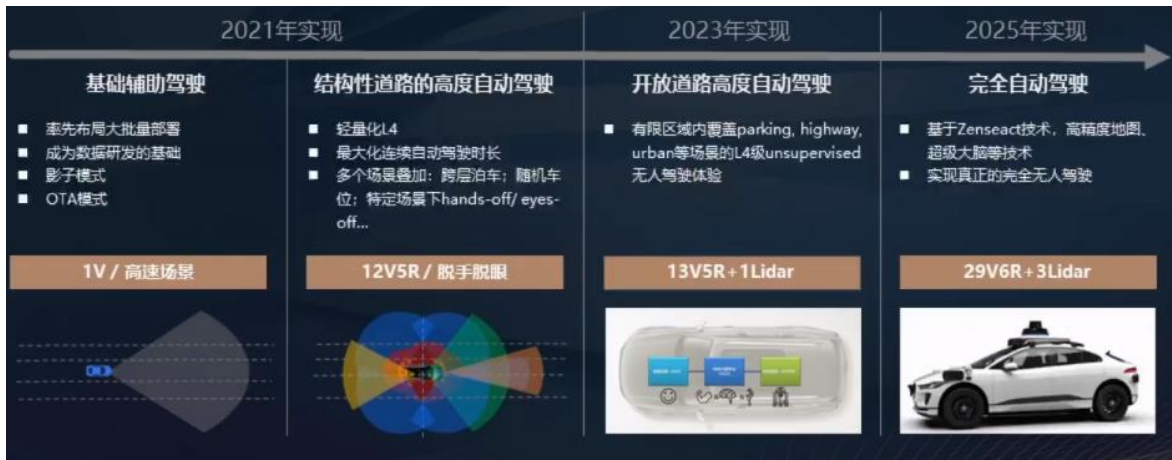 2021年实现
2023年实现
2025年实现
基础辅助驾驶
率先布局大批量部署
成为数据研发的基础
影子模式
OTA模式
1V / 高速场景
结构性道路的高度自动驾驶
轻量化L4
最大化连续自动驾驶时长
多个场景叠加：跨层泊车；随机车
位；特定场景下hands-off/ eyes-
off...
12V5R / 脱手脱眼
开放道路高度自动驾驶
有限区域内覆盖parking, highway,
urban等场景的L4级unsupervised
无人驾驶体验
13V5R+1Lidar
完全自动驾驶
基于Zenseact技术，高精度地图、
超级大脑等技术
实现真正的完全无人驾驶
29V6R+3Lidar